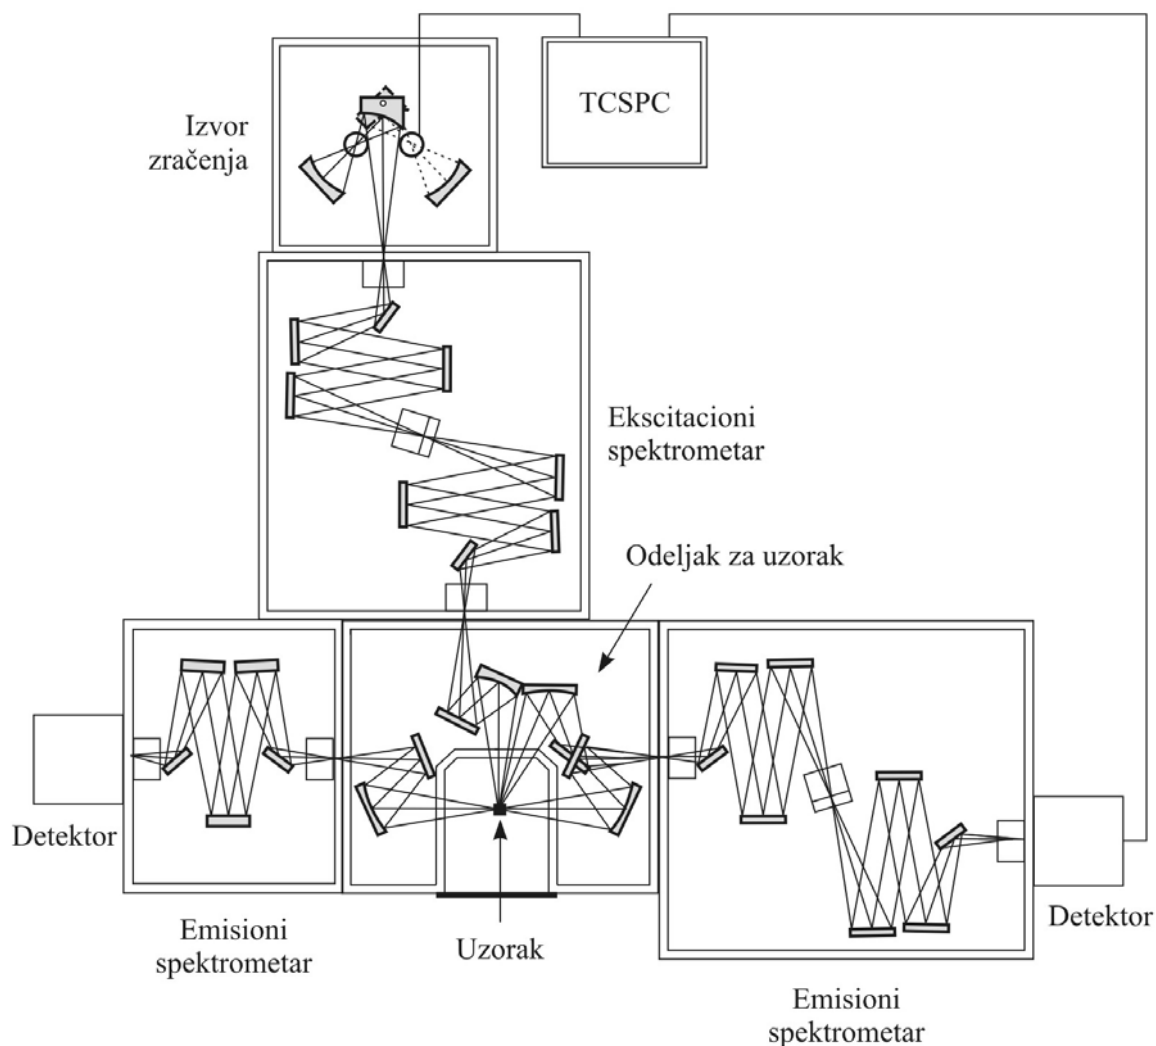 TCSPC
Izvor
zračenja
Ekscitacioni
spektrometar
Odeljak za uzorak
Detektor
Emisioni
spektrometar
Uzorak
Detektor
Emisioni
spektrometar